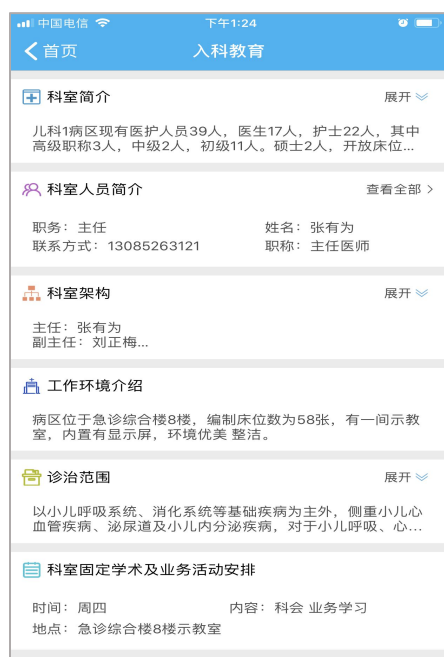 中国电信 下午1:24
首页 入科教育
科室简介 展开
儿科1病区现有医护人员39人，医生17人，护士22人，其中
高级职称3人，中级2人，初级11人。硕士2人，开放床位...
科室人员简介 查看全部
职务：主任 姓名：张有为
联系方式：13085263121 职称：主任医师
科室架构 展开
主任：张有为
副主任：刘正梅...
工作环境介绍
病区位于急诊综合楼8楼，编制床位数为58张，有一间示教
室，内置有显示屏，环境优美 整洁。
诊治范围 展开
以小儿呼吸系统、消化系统等基础疾病为主外，侧重小儿心
血管疾病、泌尿道及小儿内分泌疾病，对于小儿呼吸、心...
科室固定学术及业务活动安排
时间：周四 内容：科会 业务学习
地点：急诊综合楼8楼示教室